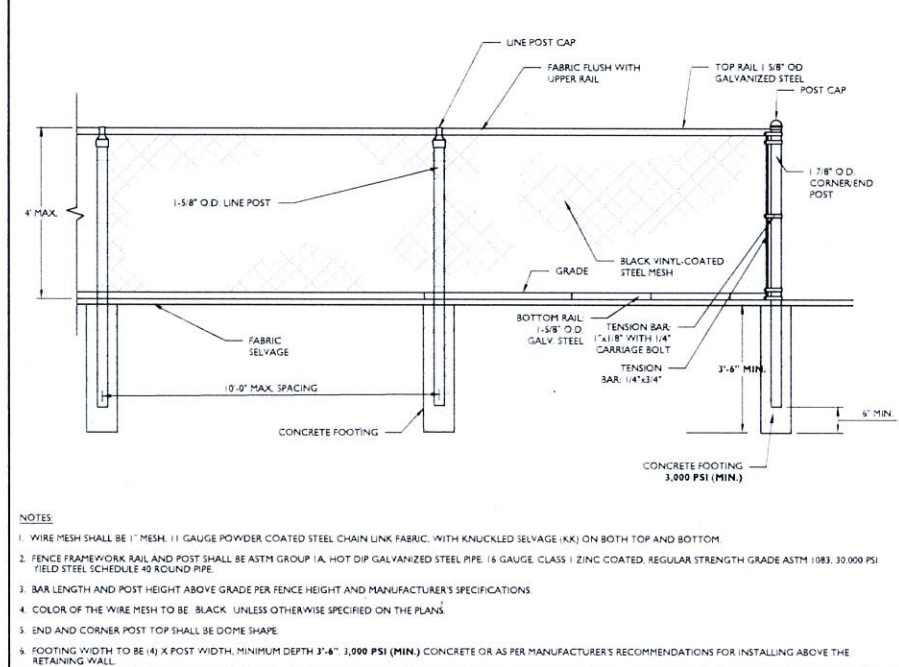 LINE POST CAP
FABRIC FLUSH WITH
UPPER RAIL
TOP RAIL 1 5/8" OD
GALVANIZED STEEL
POST CAP
1 7/8" O.D.
CORNER/END
POST
4' MAX.
1-5/8" O.D. LINE POST
BLACK VINYL-COATED
STEEL MESH
GRADE
BOTTOM RAIL:
1-5/8" O.D.
GALV. STEEL
TENSION BAR:
1"x1/8" WITH 1/4"
CARRIAGE BOLT
TENSION
BAR: 1/4"x3/4"
3'-6" MIN.
FABRIC
SELVAGE
10'-0" MAX. SPACING
6" MIN.
CONCRETE FOOTING
CONCRETE FOOTING
3,000 PSI (MIN.)
NOTES:
1. WIRE MESH SHALL BE 1" MESH, 11 GAUGE POWDER COATED STEEL CHAIN LINK FABRIC, WITH KNUCKLED SELVAGE (KK) ON BOTH TOP AND BOTTOM.
2. FENCE FRAMEWORK RAIL AND POST SHALL BE ASTM GROUP 1A, HOT DIP GALVANIZED STEEL PIPE, 16 GAUGE, CLASS 1 ZINC COATED, REGULAR STRENGTH GRADE ASTM 1083, 30,000 PSI
YIELD STEEL SCHEDULE 40 ROUND PIPE.
3. BAR LENGTH AND POST HEIGHT ABOVE GRADE PER FENCE HEIGHT AND MANUFACTURER'S SPECIFICATIONS.
4. COLOR OF THE WIRE MESH TO BE BLACK UNLESS OTHERWISE SPECIFIED ON THE PLANS.
5. END AND CORNER POST TOP SHALL BE DOME SHAPE
6. FOOTING WIDTH TO BE (4) X POST WIDTH, MINIMUM DEPTH 3'-6", 3,000 PSI (MIN.) CONCRETE OR AS PER MANUFACTURER'S RECOMMENDATIONS FOR INSTALLING ABOVE THE
RETAINING WALL.